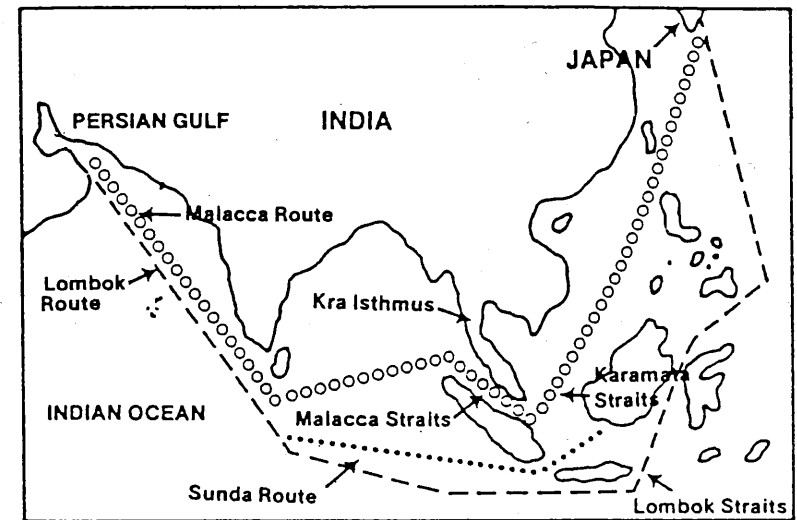 JAPAN
PERSIAN GULF
INDIA
Malacca Route
Lombok
Route
Kra Isthmus
Karamata
Straits
INDIAN OCEAN
Malacca Straits
Sunda Route
Lombok Straits